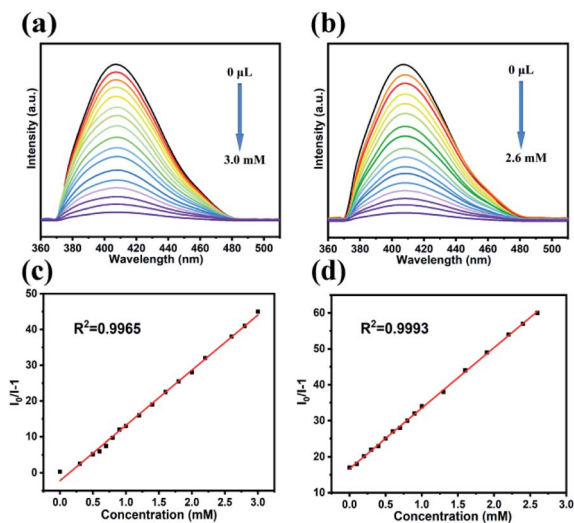 (a)
0 µL
3.0 mM
Intensity (a.u.)
360 380 400 420 440 460 480 500
Wavelength (nm)
(b)
0 µL
2.6 mM
Intensity (a.u.)
360 380 400 420 440 460 480 500
Wavelength (nm)
(c)
R²=0.9965
I₀/I-1
50
40
30
20
10
0
0.0 0.5 1.0 1.5 2.0 2.5 3.0
Concentration (mM)
(d)
R²=0.9993
I₀/I-1
60
50
40
30
20
10
0.0 0.5 1.0 1.5 2.0 2.5 3.0
Concentration (mM)